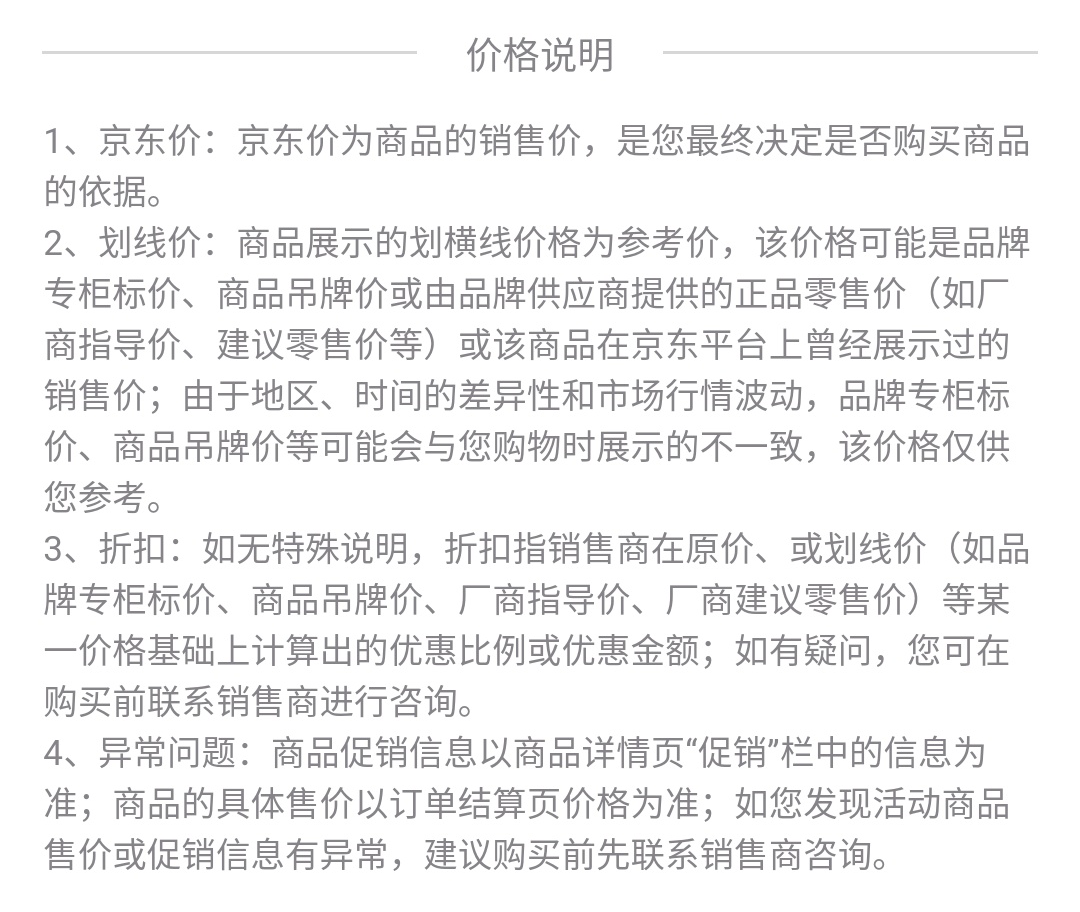 价格说明
1、京东价：京东价为商品的销售价，是您最终决定是否购买商品
的依据。
2、划线价：商品展示的划横线价格为参考价，该价格可能是品牌
专柜标价、商品吊牌价或由品牌供应商提供的正品零售价（如厂
商指导价、建议零售价等）或该商品在京东平台上曾经展示过的
销售价；由于地区、时间的差异性和市场行情波动，品牌专柜标
价、商品吊牌价等可能会与您购物时展示的不一致，该价格仅供
您参考。
3、折扣：如无特殊说明，折扣指销售商在原价、或划线价（如品
牌专柜标价、商品吊牌价、厂商指导价、厂商建议零售价）等某
一价格基础上计算出的优惠比例或优惠金额；如有疑问，您可在
购买前联系销售商进行咨询。
4、异常问题：商品促销信息以商品详情页“促销”栏中的信息为
准；商品的具体售价以订单结算页价格为准；如您发现活动商品
售价或促销信息有异常，建议购买前先联系销售商咨询。